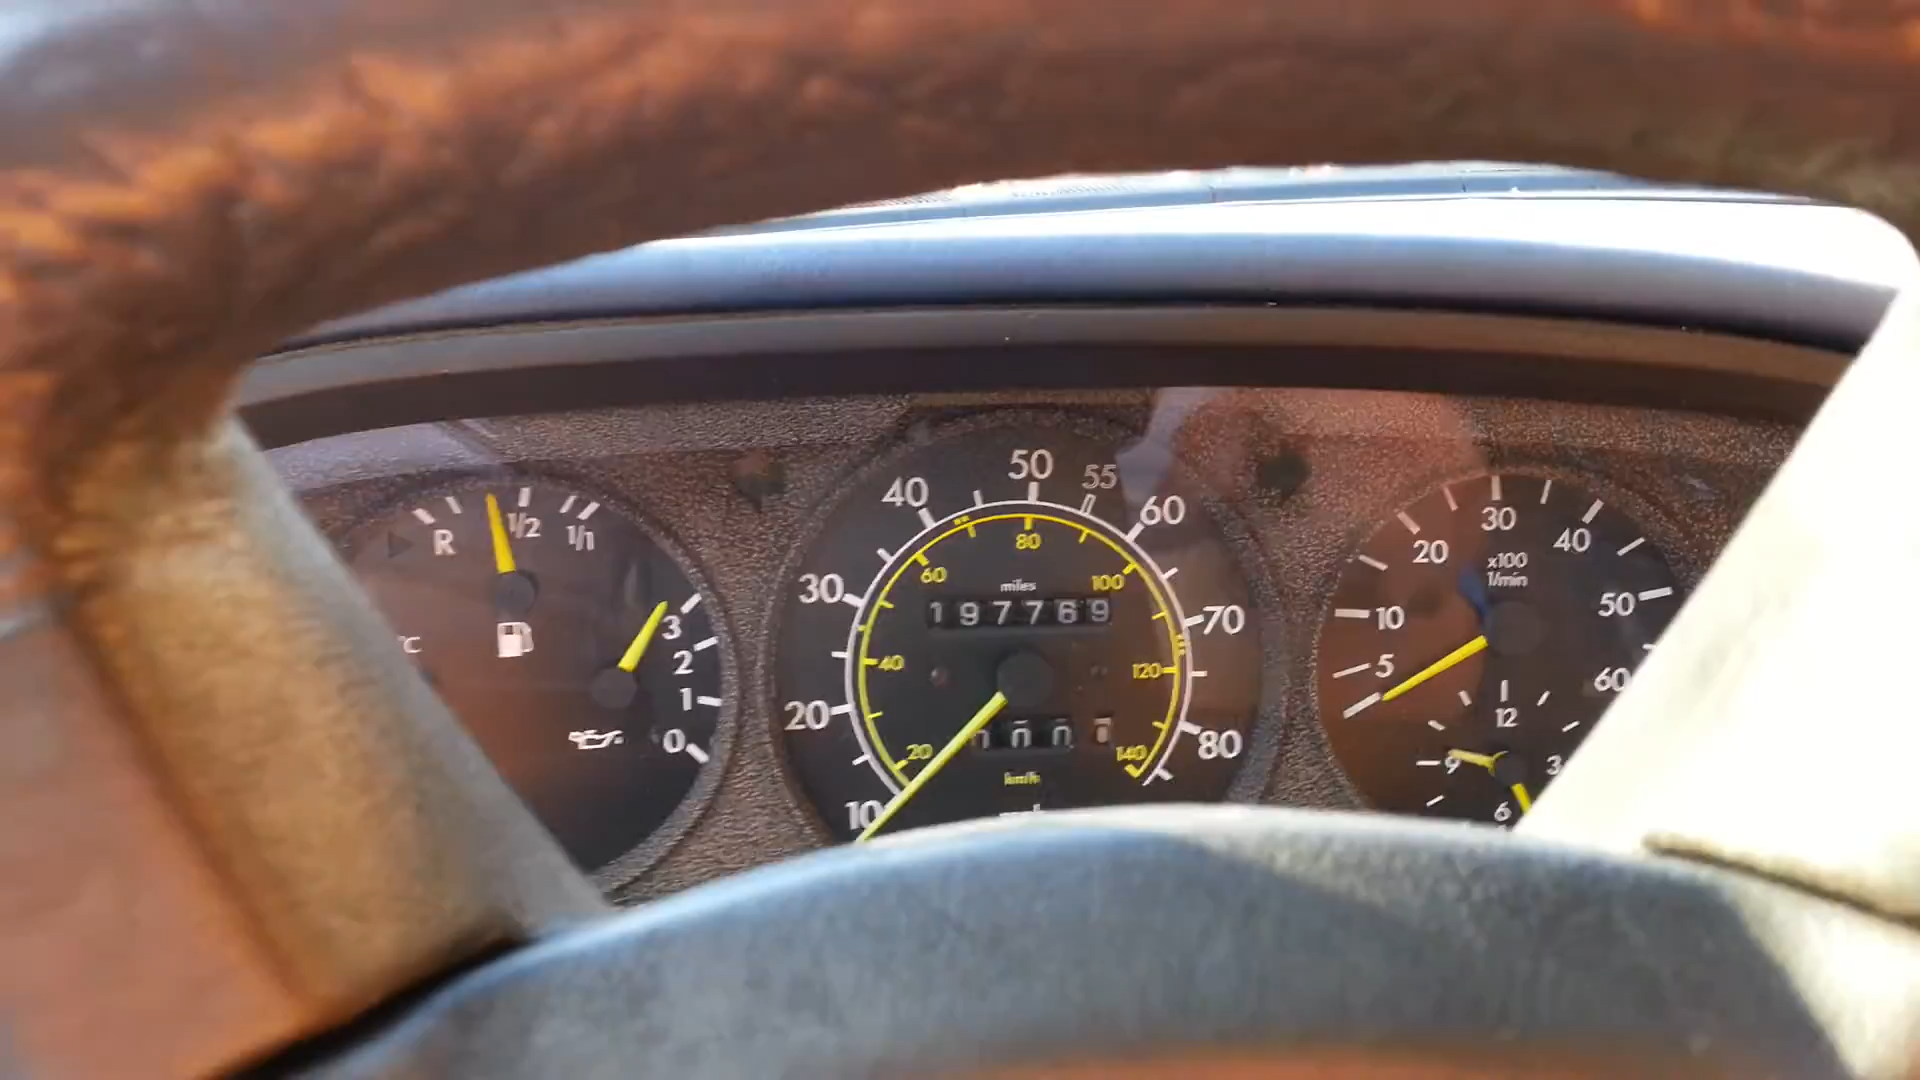 R 1/2 1/1
°C
3
2
1
0
10 20 30 40 50 55 60 70 80
20 40 60 80 100 120 140
miles
197769
000
km/h
5 10 20 30 40 50 60
x100
1/min
12
3
6
9